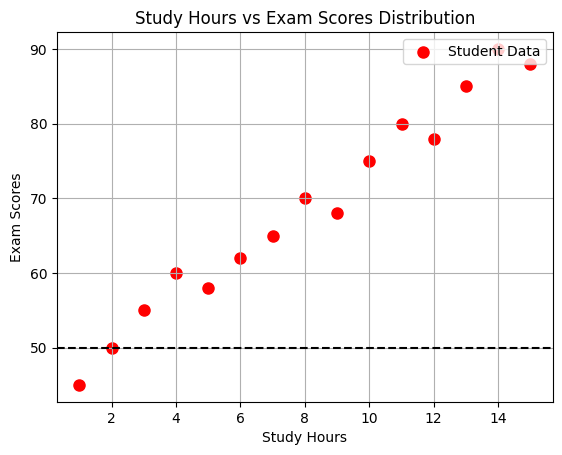 Study Hours vs Exam Scores Distribution
Student Data
90
80
70
60
50
Exam Scores
2 4 6 8 10 12 14
Study Hours